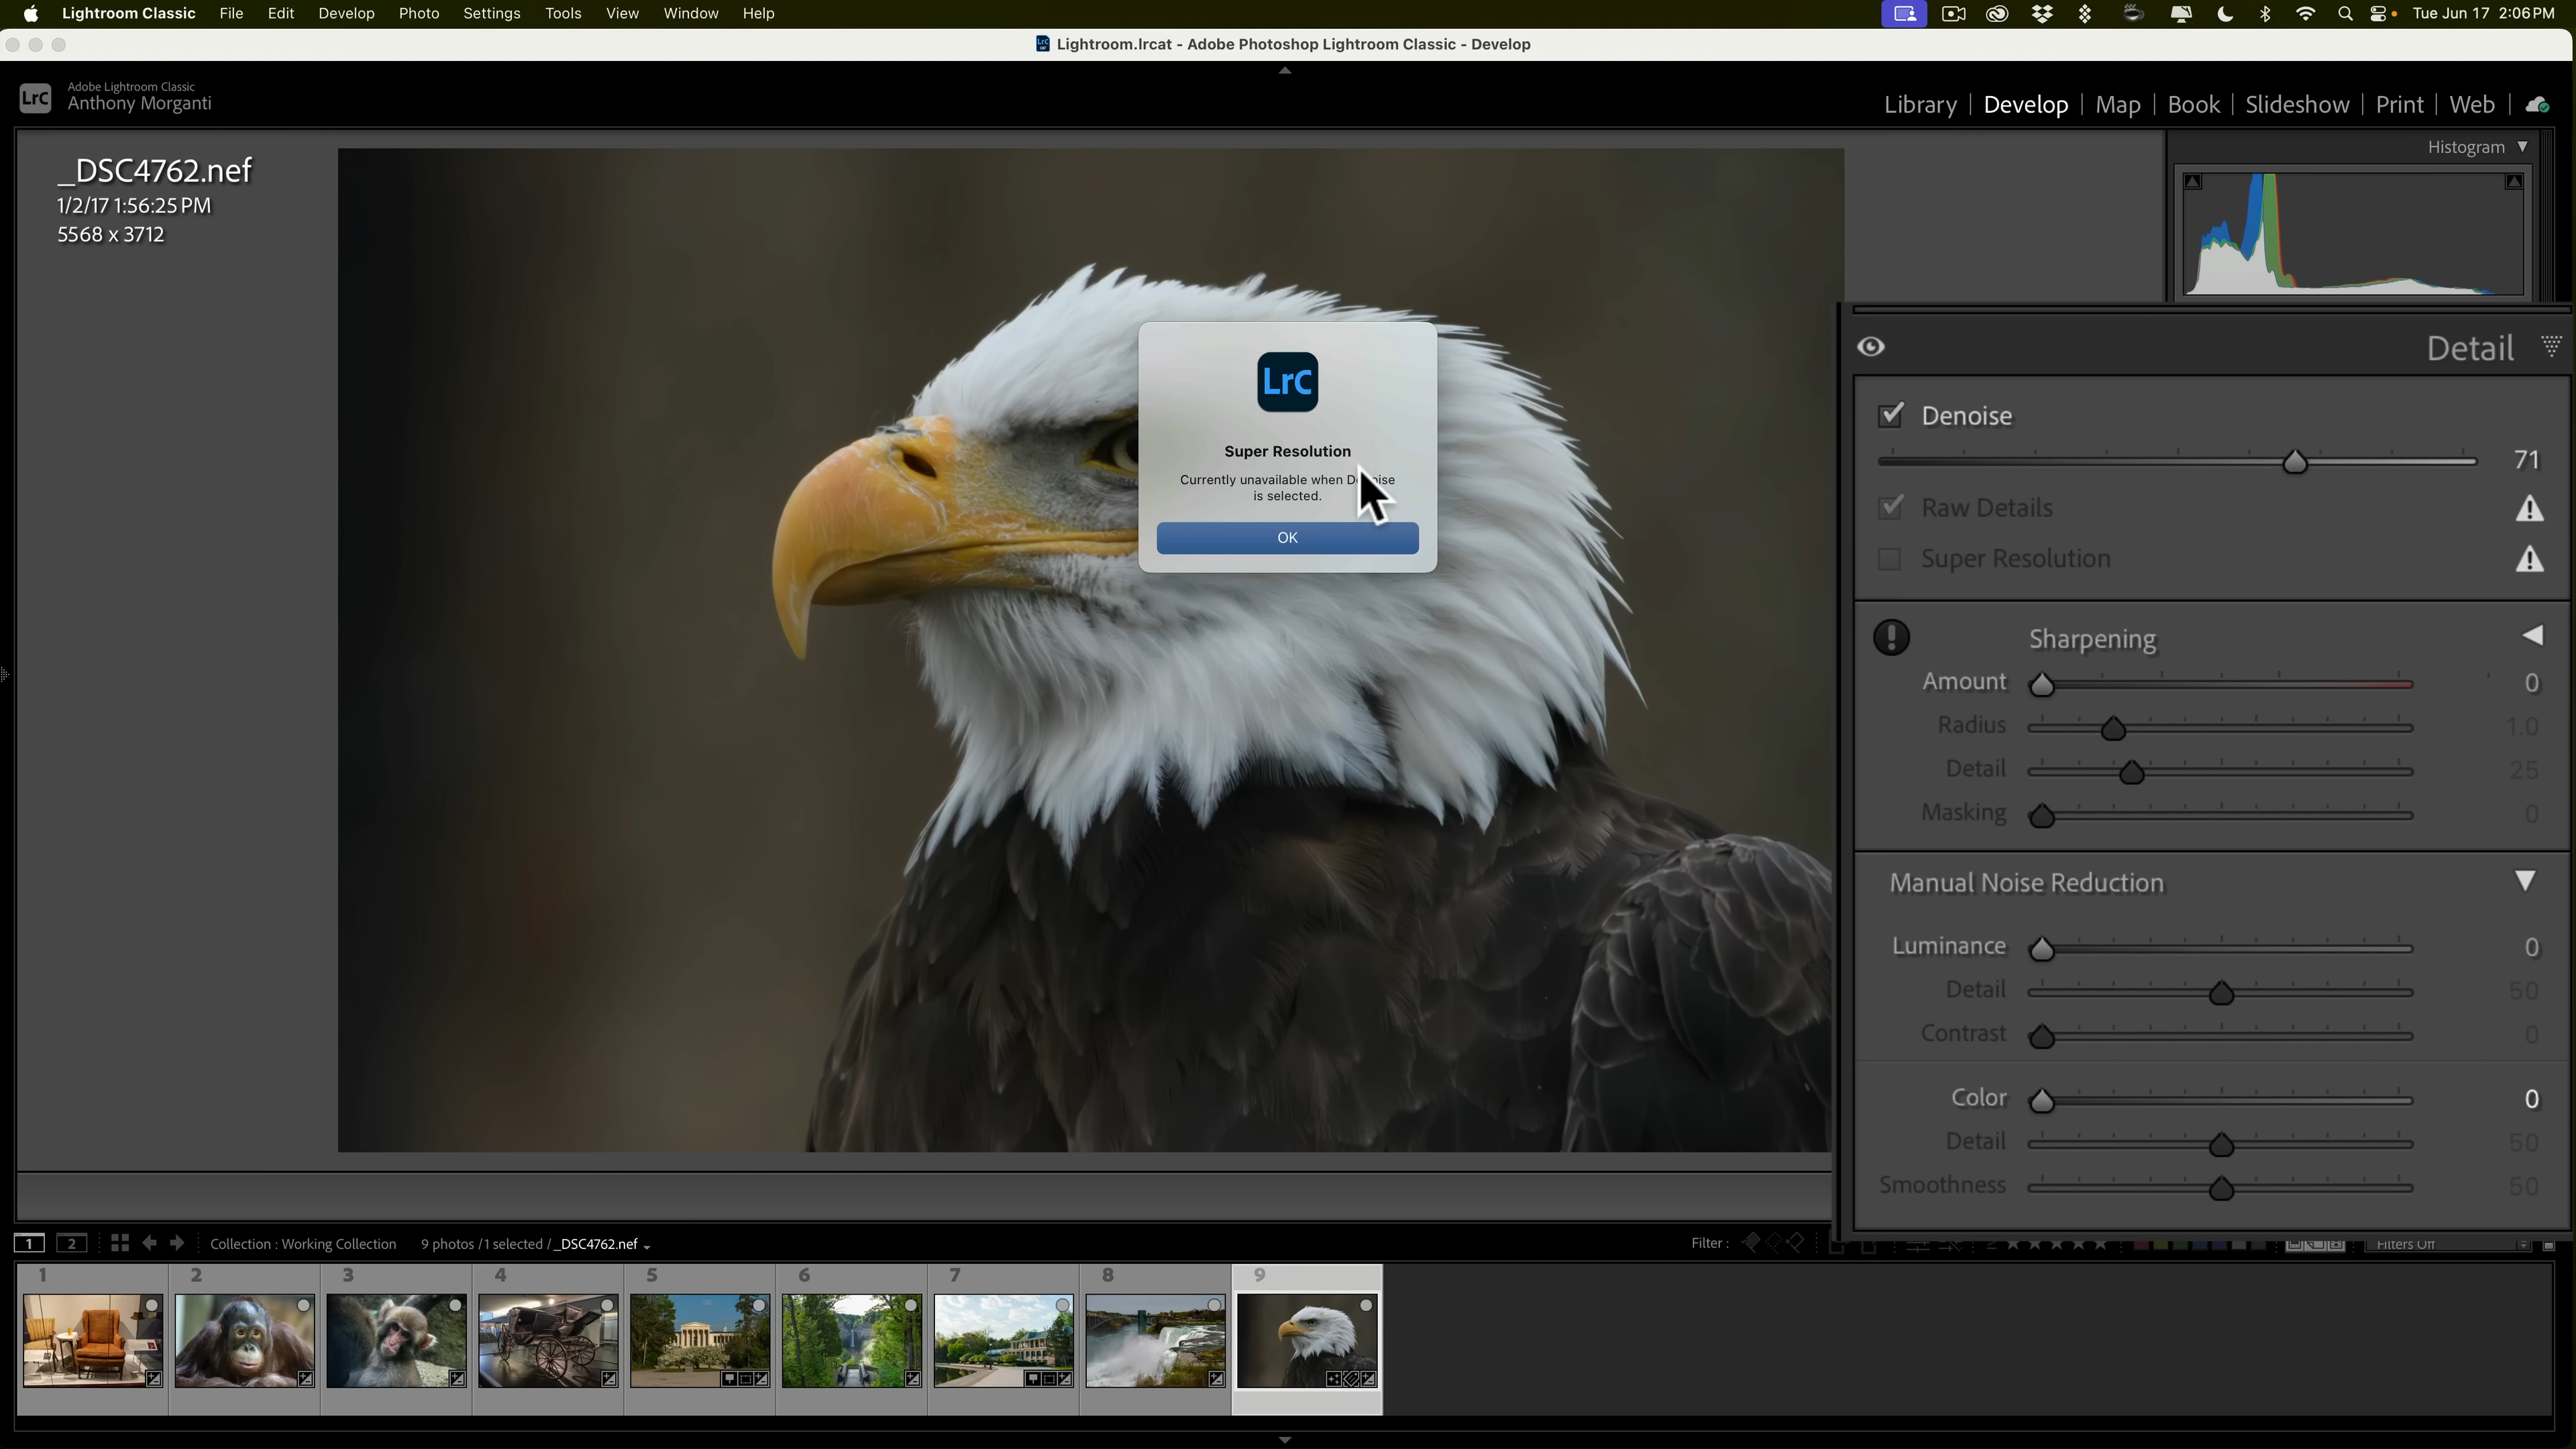 Lightroom Classic File Edit Develop Photo Settings Tools View Window Help Tue Jun 17 2:06 PM
Lightroom.lrcat - Adobe Photoshop Lightroom Classic - Develop
LrC
Adobe Lightroom Classic
Anthony Morganti
Library | Develop | Map | Book | Slideshow | Print | Web
_DSC4762.nef
1/2/17 1:56:25 PM
5568 x 3712
Histogram
LrC
Super Resolution
Currently unavailable when De
is selected.
OK
Detail
Denoise
71
Raw Details
Super Resolution
Sharpening
Amount 0
Radius 1.0
Detail 25
Masking 0
Manual Noise Reduction
Luminance 0
Detail 50
Contrast 0
Color 0
Detail 50
Smoothness 50
1 2 Collection : Working Collection 9 photos / 1 selected / _DSC4762.nef Filter : Filters Off
1 2 3 4 5 6 7 8 9